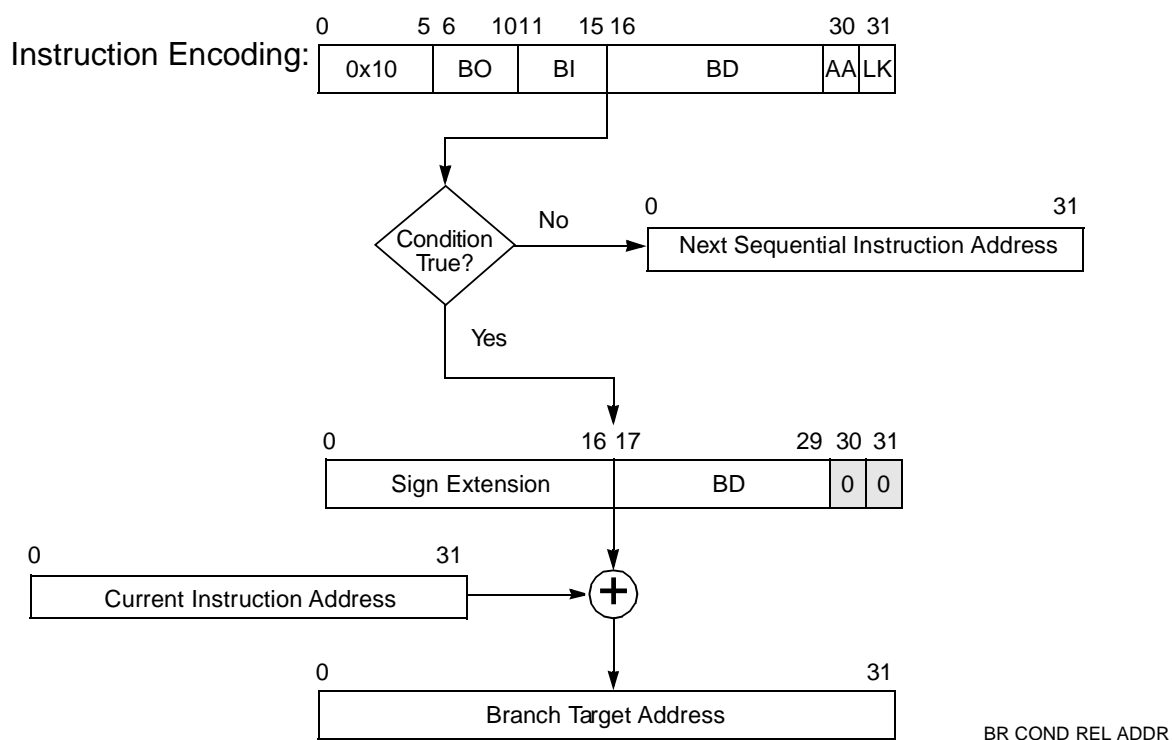 0 5 6 10 11 15 16 30 31
Instruction Encoding: 0x10 BO BI BD AA LK
Condition
True?
No
0 31
Next Sequential Instruction Address
Yes
0 16 17 29 30 31
Sign Extension BD 0 0
0 31
Current Instruction Address
+
0 31
Branch Target Address
BR COND REL ADDR